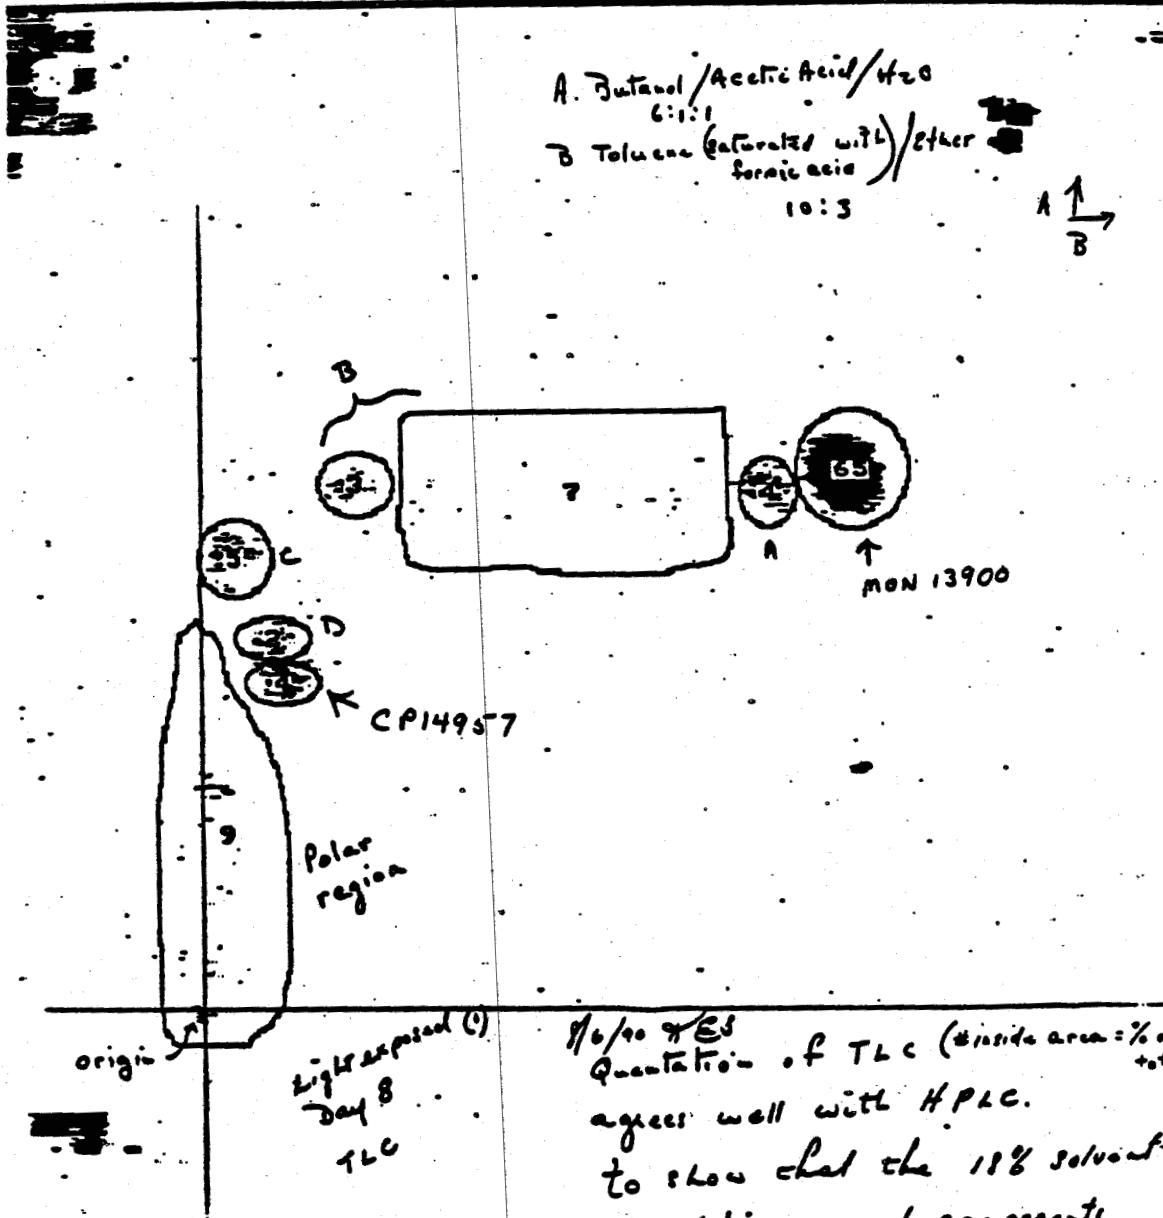 A. Butanol/Acetic Acid/H2O
6:1:1
B Toluene (saturated with
formic acid)/Ether
10:3
A
B
B
7
65
A
MON 13900
C
D
CP14957
9
Polar
region
origin
Light exposed
Day 8
TLC
8/6/90
Quantation of TLC (# inside area = %
agrees well with HPLC.
to show that the 18% solvent